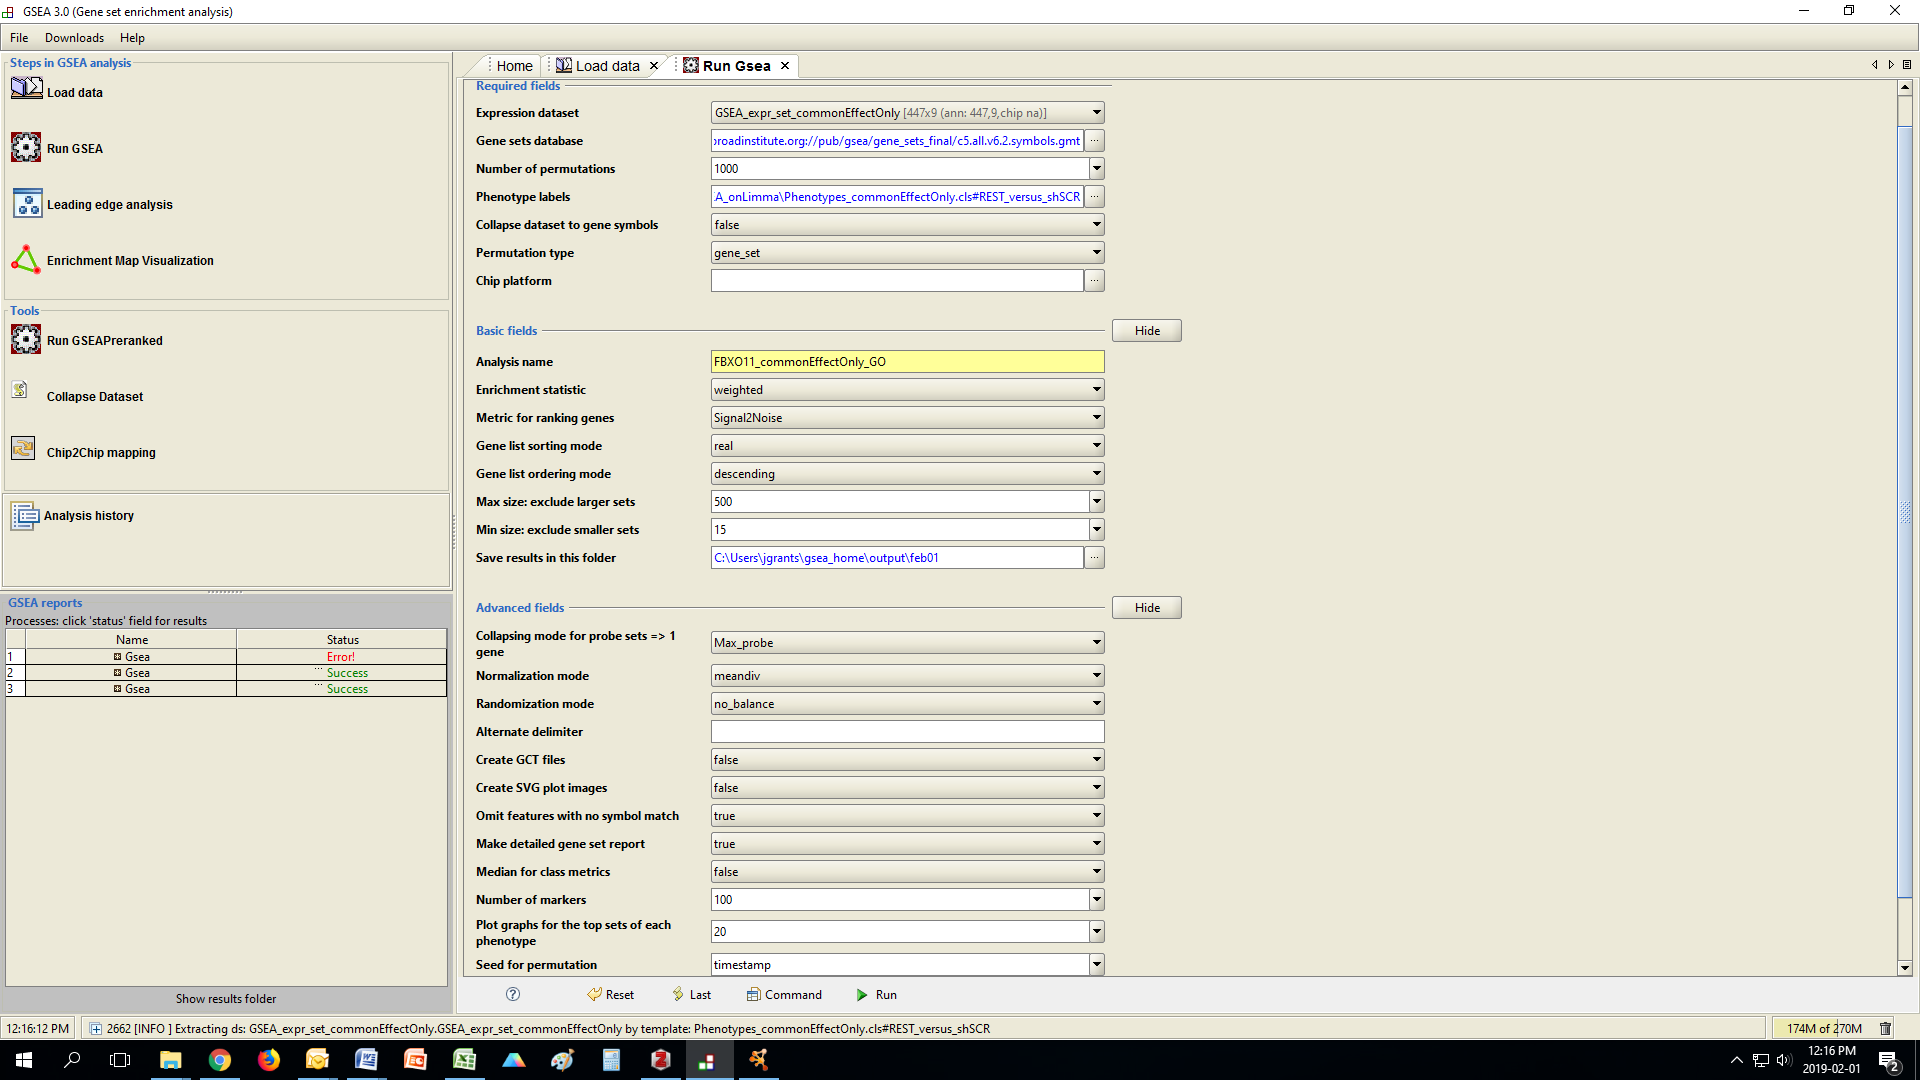 GSEA 3.0 (Gene set enrichment analysis)
File Downloads Help
Steps in GSEA analysis
Load data
Run GSEA
Leading edge analysis
Enrichment Map Visualization
Tools
Run GSEAPreranked
Collapse Dataset
Chip2Chip mapping
Analysis history
GSEA reports
Processes: click 'status' field for results
Name Status
1 Gsea Error!
2 Gsea Success
3 Gsea Success
Show results folder
Home Load data Run Gsea
Required fields
Expression dataset GSEA_expr_set_commonEffectOnly [447x9 (ann: 447,9,chip na)]
Gene sets database broadinstitute.org://pub/gsea/gene_sets_final/c5.all.v6.2.symbols.gmt ...
Number of permutations 1000
Phenotype labels EA_onLimma\Phenotypes_commonEffectOnly.cls#REST_versus_shSCR ...
Collapse dataset to gene symbols false
Permutation type gene_set
Chip platform ...
Basic fields Hide
Analysis name FBXO11_commonEffectOnly_GO
Enrichment statistic weighted
Metric for ranking genes Signal2Noise
Gene list sorting mode real
Gene list ordering mode descending
Max size: exclude larger sets 500
Min size: exclude smaller sets 15
Save results in this folder C:\Users\jgrants\gsea_home\output\feb01 ...
Advanced fields Hide
Collapsing mode for probe sets => 1
gene Max_probe
Normalization mode meandiv
Randomization mode no_balance
Alternate delimiter
Create GCT files false
Create SVG plot images false
Omit features with no symbol match true
Make detailed gene set report true
Median for class metrics false
Number of markers 100
Plot graphs for the top sets of each
phenotype 20
Seed for permutation timestamp
Reset Last Command Run
12:16:12 PM 2662 [INFO ] Extracting ds: GSEA_expr_set_commonEffectOnly.GSEA_expr_set_commonEffectOnly by template: Phenotypes_commonEffectOnly.cls#REST_versus_shSCR 174M of 270M
12:16 PM
2019-02-01
2